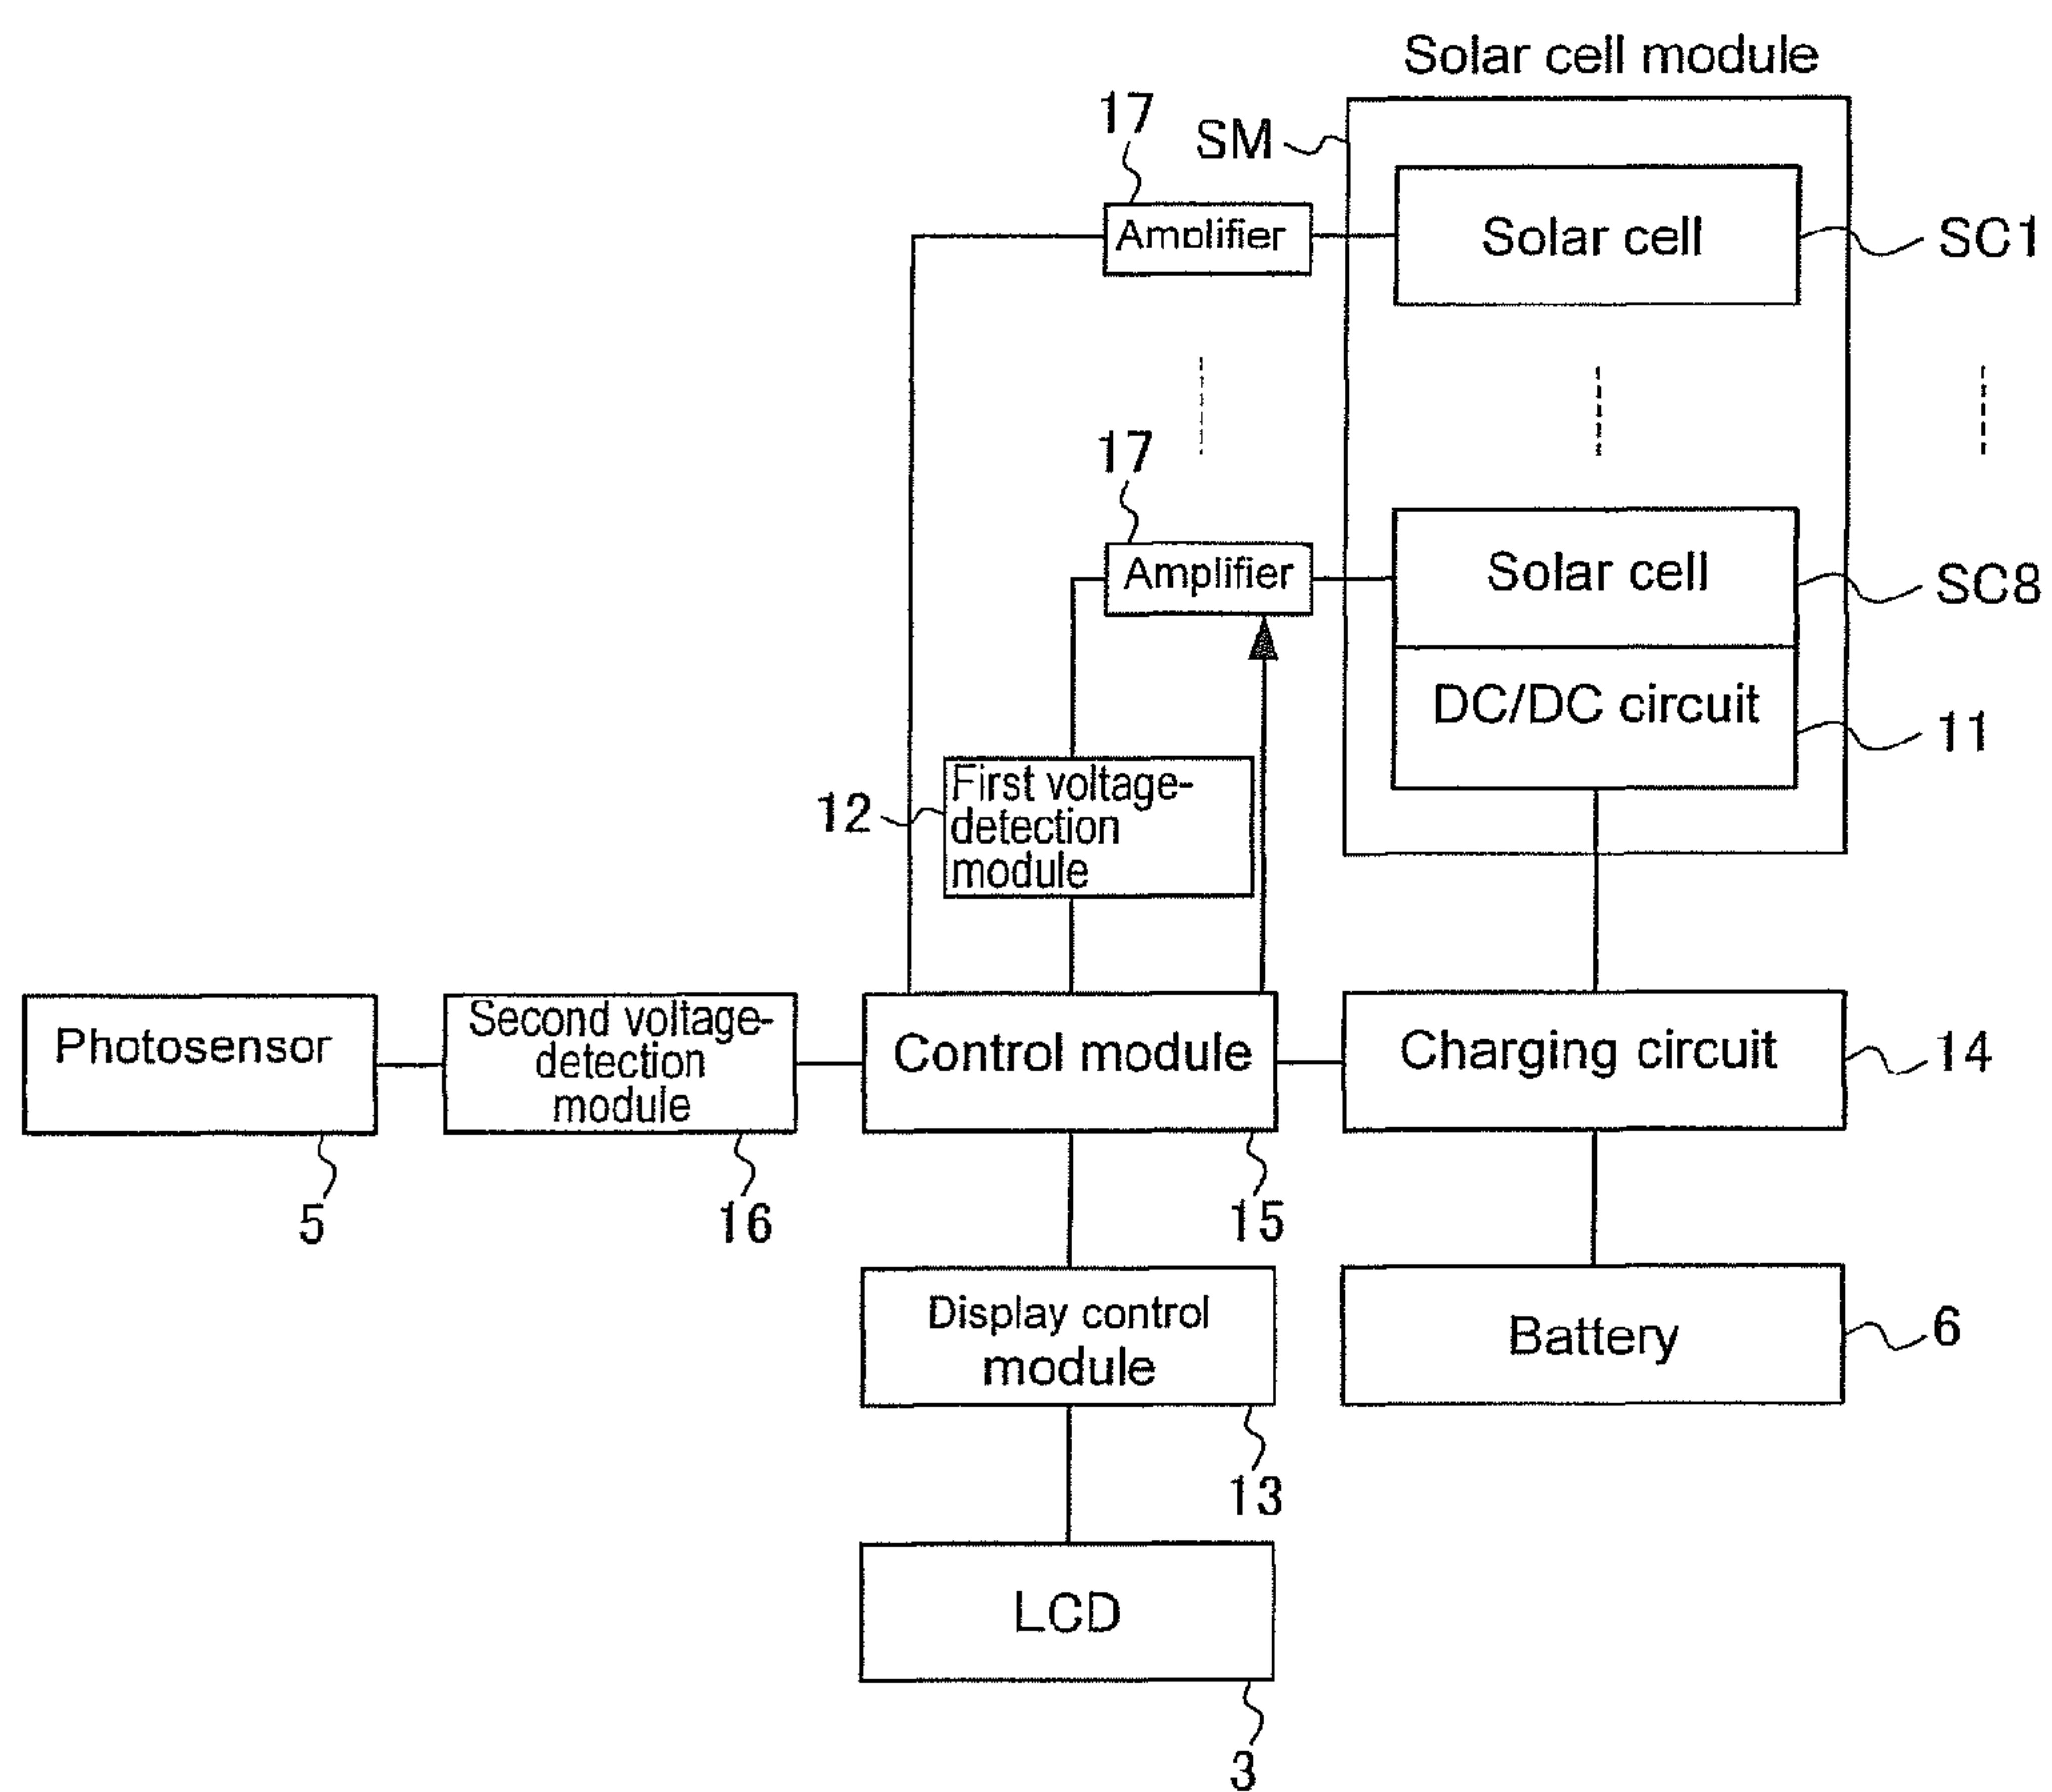 Solar cell module
17
SM
Amplifier
Solar cell
SC1
17
Amplifier
Solar cell
SC8
DC/DC circuit
11
First voltage-
detection
module
12
Photosensor
Second voltage-
detection
module
Control module
Charging circuit
14
5
16
15
Display control
module
Battery
6
13
LCD
3